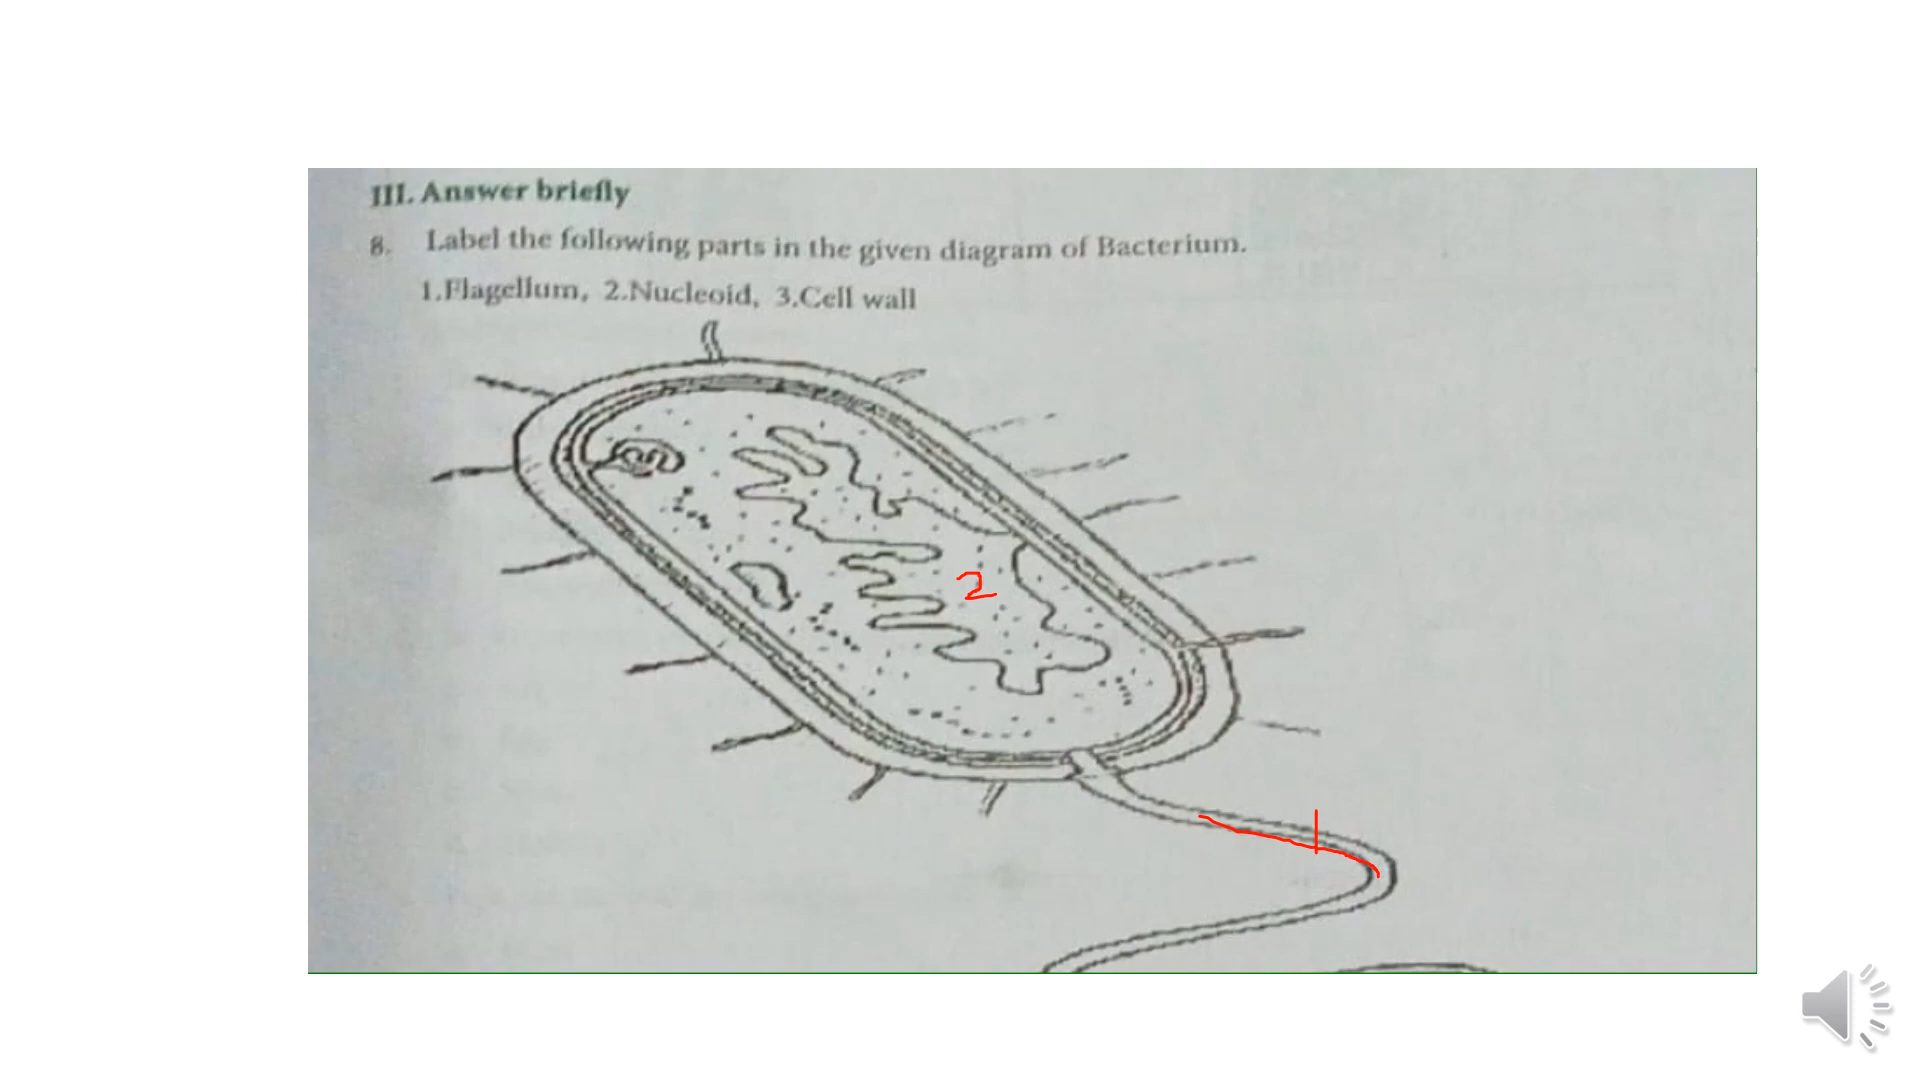 III. Answer briefly
8. Label the following parts in the given diagram of Bacterium.
1.Flagellum, 2.Nucleoid, 3.Cell wall
2
1